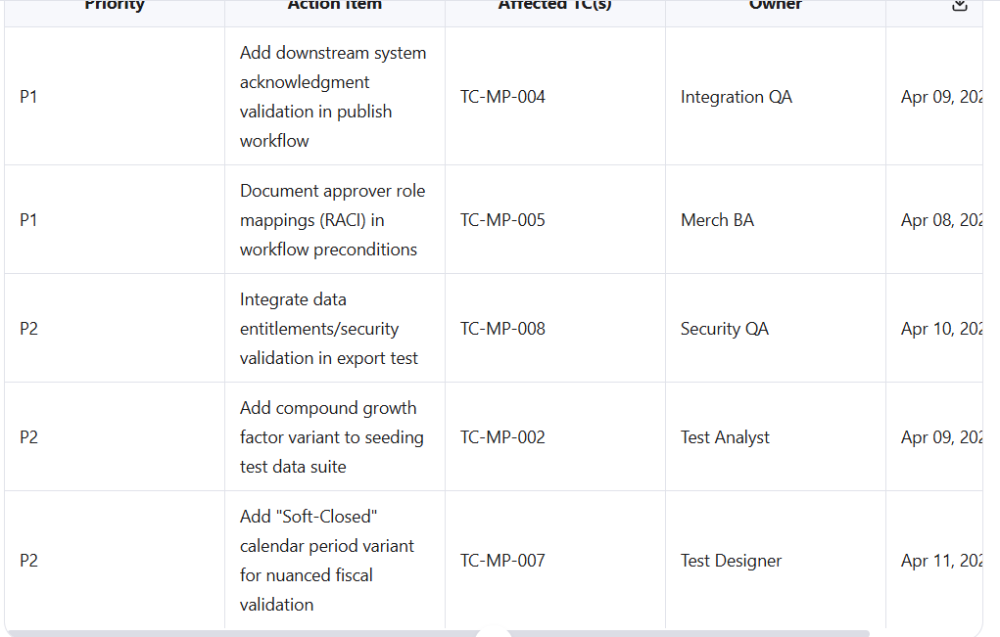 Priority Action Item Affected TC(s) Owner
Add downstream system
acknowledgment
validation in publish
workflow
P1 TC-MP-004 Integration QA Apr 09, 202
Document approver role
mappings (RACI) in
workflow preconditions
P1 TC-MP-005 Merch BA Apr 08, 202
Integrate data
entitlements/security
validation in export test
P2 TC-MP-008 Security QA Apr 10, 202
Add compound growth
factor variant to seeding
test data suite
P2 TC-MP-002 Test Analyst Apr 09, 202
Add "Soft-Closed"
calendar period variant
for nuanced fiscal
validation
P2 TC-MP-007 Test Designer Apr 11, 202